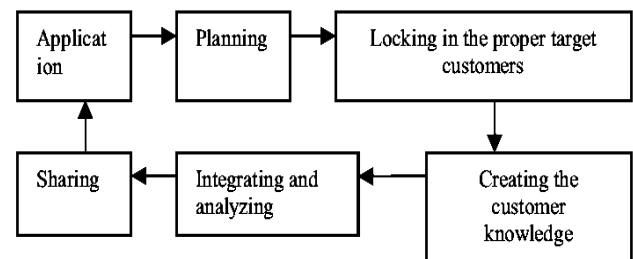 Applicat
ion
Planning
Locking in the proper target
customers
Sharing
Integrating and
analyzing
Creating the
customer
knowledge